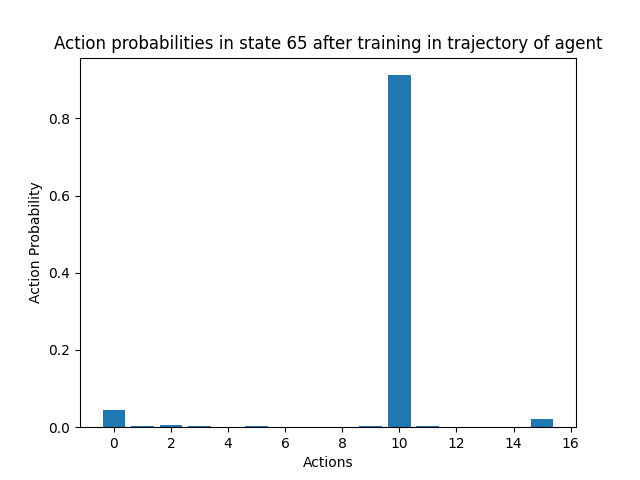 Action probabilities in state 65 after training in trajectory of agent
Action Probability
0.8
0.6
0.4
0.2
0.0
0 2 4 6 8 10 12 14 16
Actions